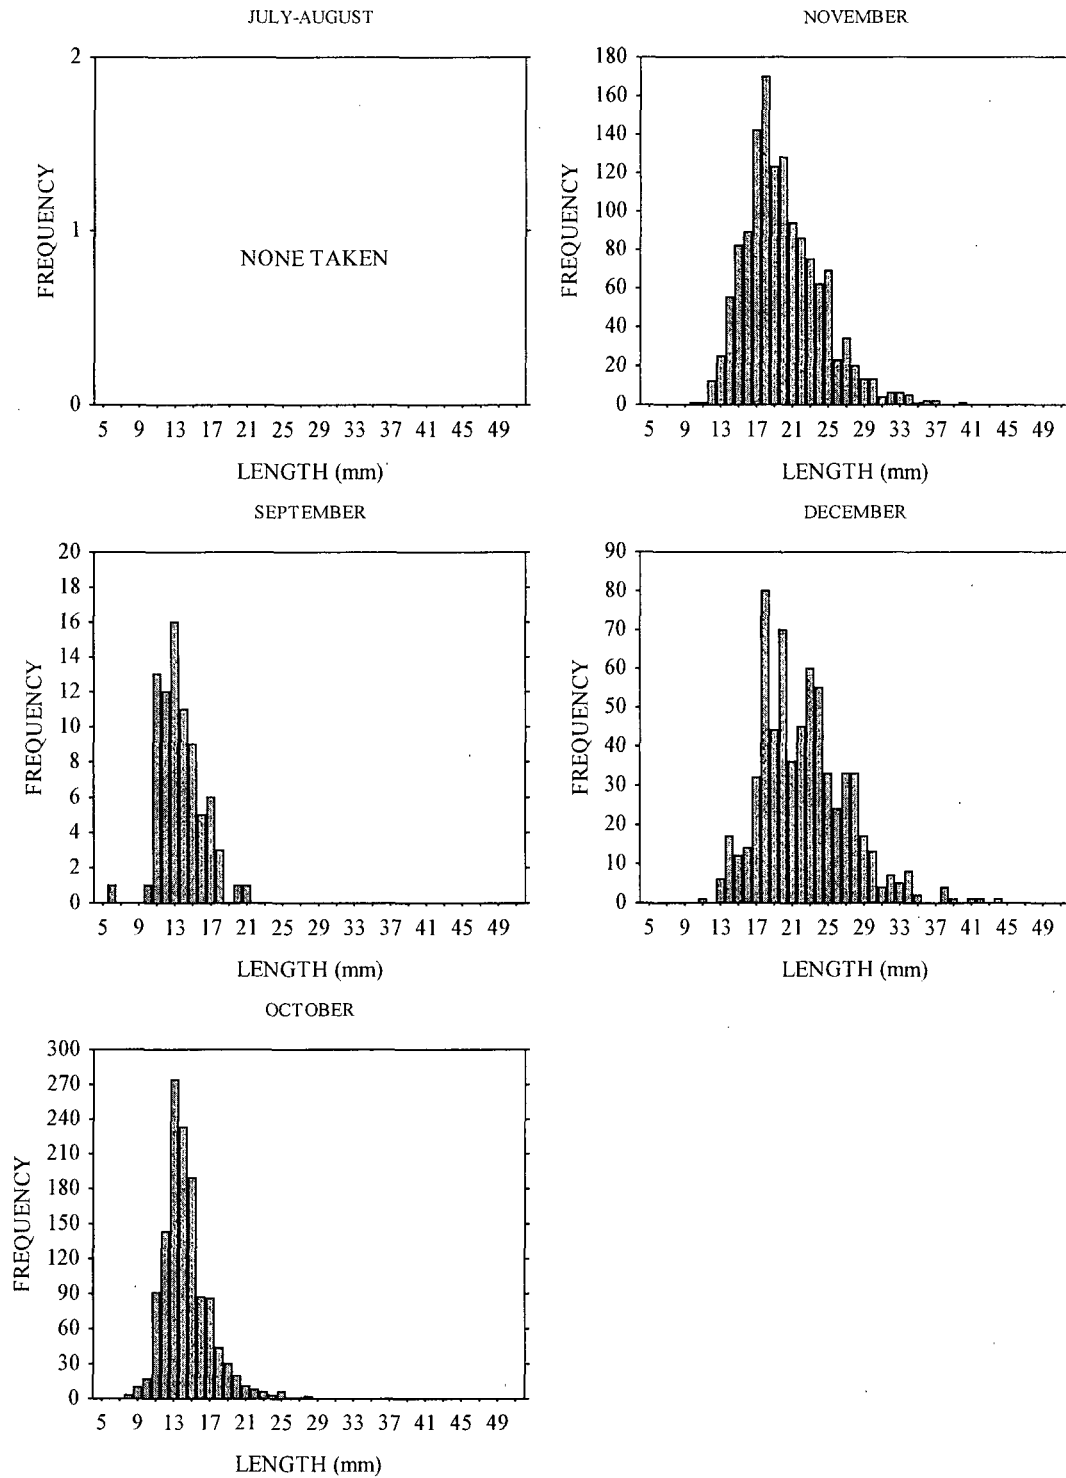 JULY-AUGUST
2
1
0
FREQUENCY
NONE TAKEN
5 9 13 17 21 25 29 33 37 41 45 49
LENGTH (mm)
NOVEMBER
180
160
140
120
100
80
60
40
20
0
FREQUENCY
5 9 13 17 21 25 29 33 37 41 45 49
LENGTH (mm)
SEPTEMBER
20
18
16
14
12
10
8
6
4
2
0
FREQUENCY
5 9 13 17 21 25 29 33 37 41 45 49
LENGTH (mm)
DECEMBER
90
80
70
60
50
40
30
20
10
0
FREQUENCY
5 9 13 17 21 25 29 33 37 41 45 49
LENGTH (mm)
OCTOBER
300
270
240
210
180
150
120
90
60
30
0
FREQUENCY
5 9 13 17 21 25 29 33 37 41 45 49
LENGTH (mm)